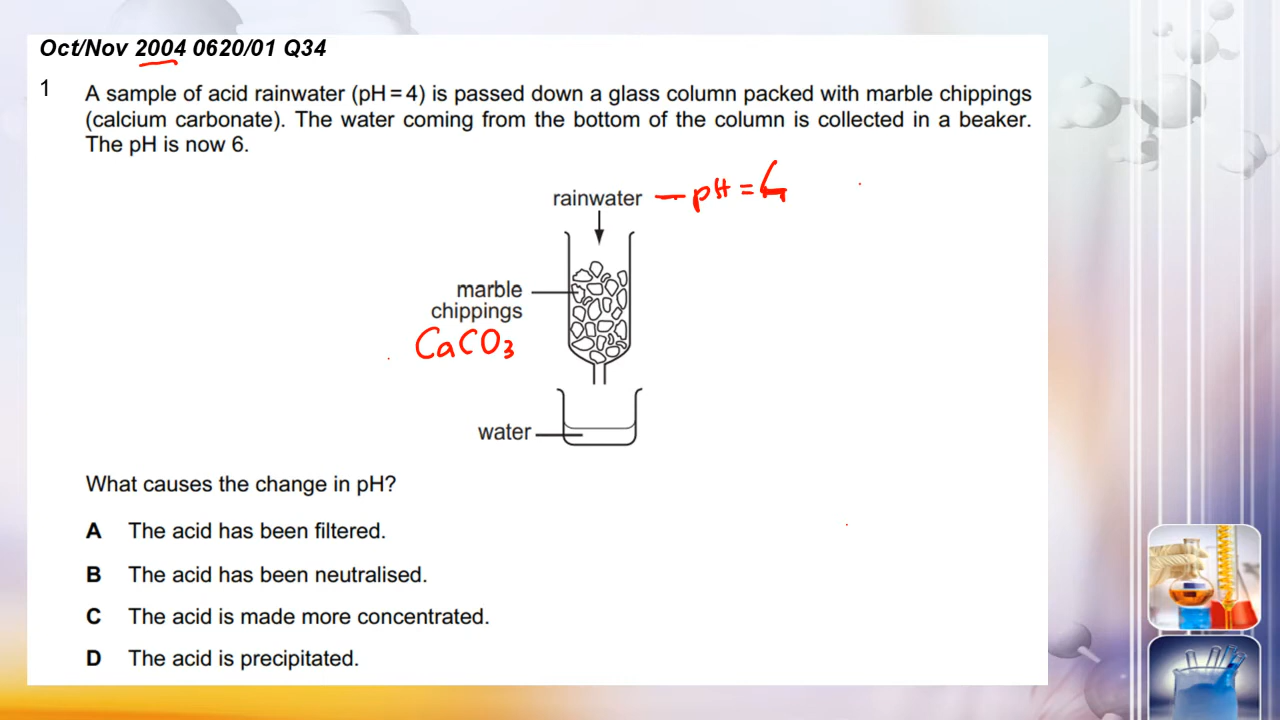 Oct/Nov 2004 0620/01 Q34
1 A sample of acid rainwater (pH = 4) is passed down a glass column packed with marble chippings
(calcium carbonate). The water coming from the bottom of the column is collected in a beaker.
The pH is now 6.
rainwater — pH = 4
marble
chippings
CaCO3
water
What causes the change in pH?
A The acid has been filtered.
B The acid has been neutralised.
C The acid is made more concentrated.
D The acid is precipitated.